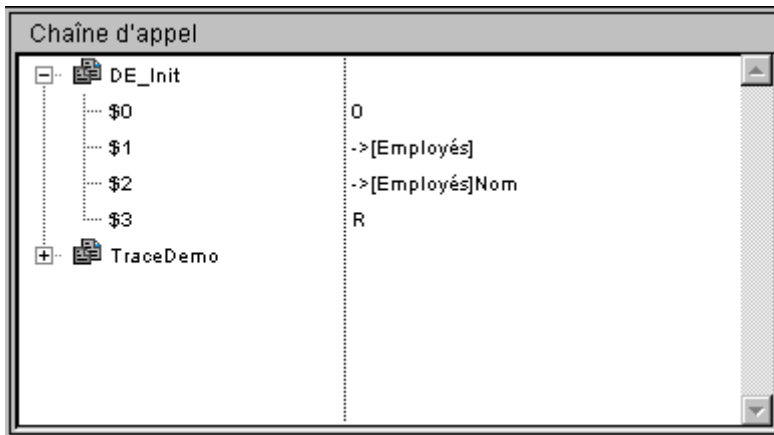 Chaîne d'appel
DE_Init
$0 0
$1 ->[Employés]
$2 ->[Employés]Nom
$3 R
TraceDemo